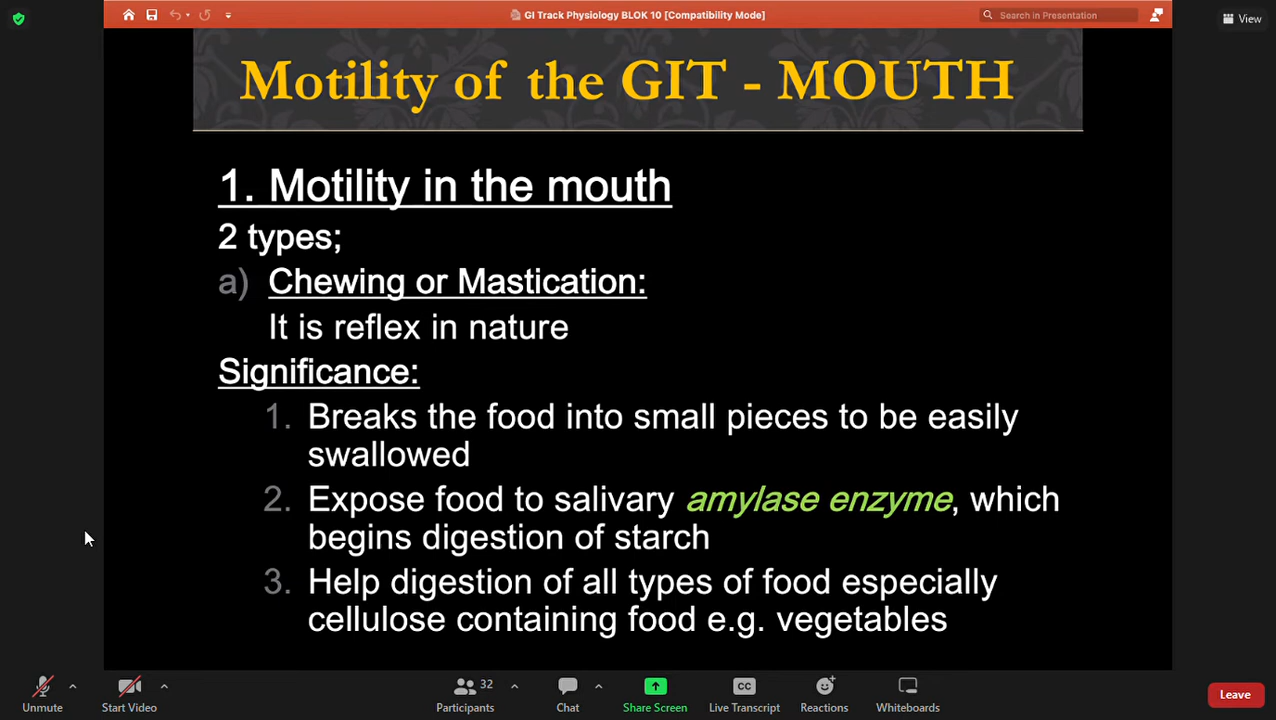 GI Track Physiology BLOK 10 [Compatibility Mode]
Search in Presentation
View
Motility of the GIT - MOUTH
1. Motility in the mouth
2 types;
a) Chewing or Mastication:
It is reflex in nature
Significance:
1. Breaks the food into small pieces to be easily
swallowed
2. Expose food to salivary amylase enzyme, which
begins digestion of starch
3. Help digestion of all types of food especially
cellulose containing food e.g. vegetables
32
CC
Unmute
Start Video
Participants
Chat
Share Screen
Live Transcript
Reactions
Whiteboards
Leave